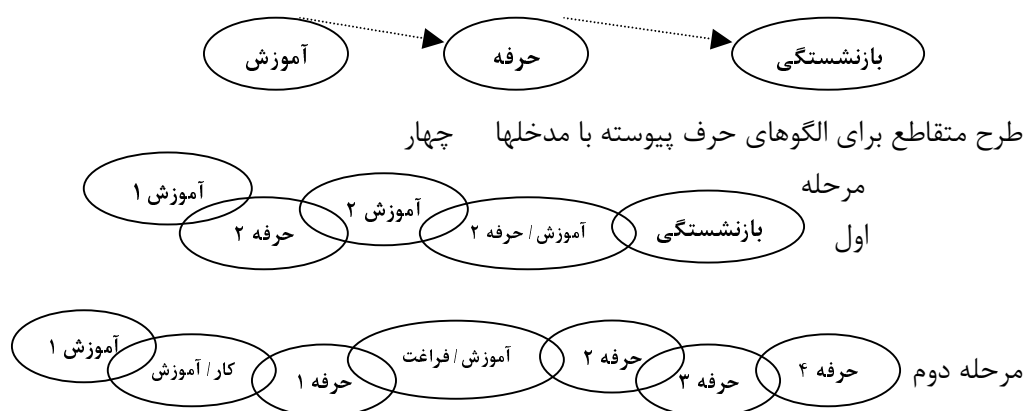 بازنشستگی حرفه آموزش
طرح متقاطع برای الگوهای حرف پیوسته با مدخلها چهار
مرحله
اول
آموزش ۱ حرفه ۲ آموزش ۲ آموزش / حرفه ۲ بازنشستگی
مرحله دوم
آموزش ۱ کار / آموزش حرفه ۱ آموزش / فراغت حرفه ۲ حرفه ۳ حرفه ۴